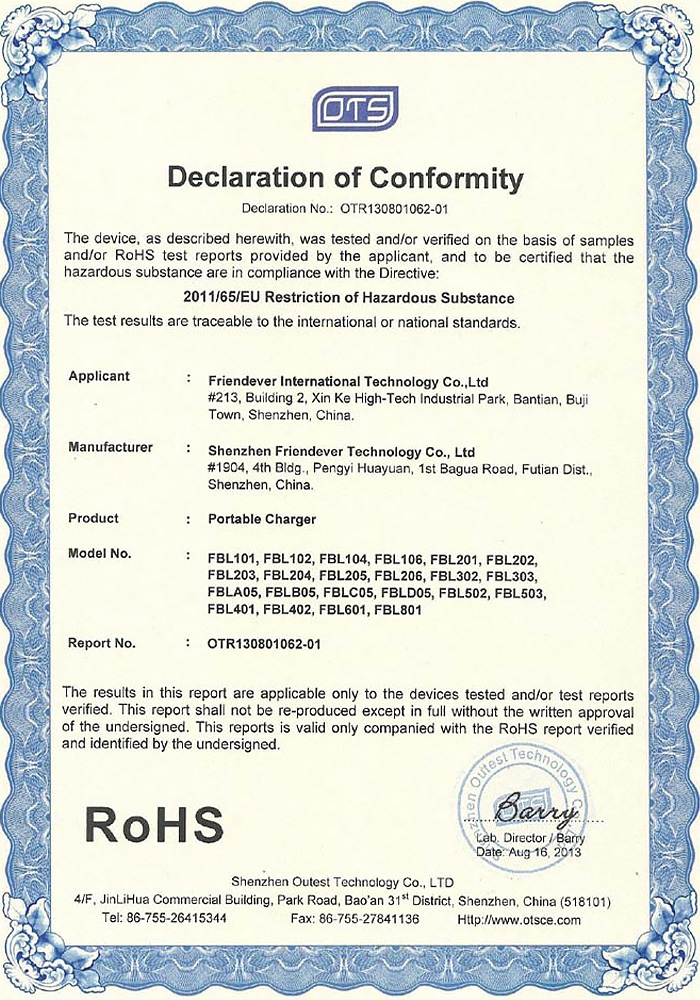 OTS
Declaration of Conformity
Declaration No.: OTR130801062-01
The device, as described herewith, was tested and/or verified on the basis of samples
and/or RoHS test reports provided by the applicant, and to be certified that the
hazardous substance are in compliance with the Directive:
2011/65/EU Restriction of Hazardous Substance
The test results are traceable to the international or national standards.
Applicant : Friendever International Technology Co.,Ltd
#213, Building 2, Xin Ke High-Tech Industrial Park, Bantian, Buji
Town, Shenzhen, China.
Manufacturer : Shenzhen Friendever Technology Co., Ltd
#1904, 4th Bldg., Pengyi Huayuan, 1st Bagua Road, Futian Dist.,
Shenzhen, China.
Product : Portable Charger
Model No. : FBL101, FBL102, FBL104, FBL106, FBL201, FBL202,
FBL203, FBL204, FBL205, FBL206, FBL302, FBL303,
FBLA05, FBLB05, FBLC05, FBLD05, FBL502, FBL503,
FBL401, FBL402, FBL601, FBL801
Report No. : OTR130801062-01
The results in this report are applicable only to the devices tested and/or test reports
verified. This report shall not be re-produced except in full without the written approval
of the undersigned. This reports is valid only companied with the RoHS report verified
and identified by the undersigned.
RoHS
Shenzhen Outest Technology Co.
Barry
Lab. Director / Barry
Date: Aug 16, 2013
Shenzhen Outest Technology Co., LTD
4/F, JinLiHua Commercial Building, Park Road, Bao'an 31st District, Shenzhen, China (518101)
Tel: 86-755-26415344 Fax: 86-755-27841136 Http://www.otsce.com